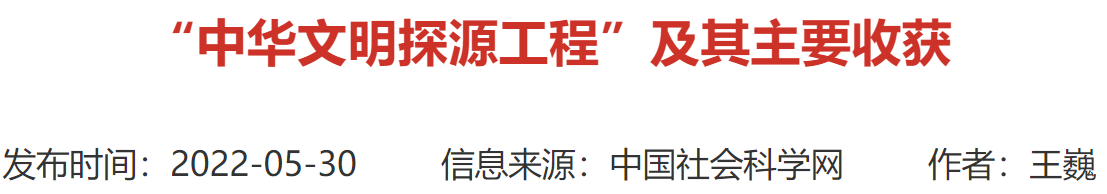 “中华文明探源工程”及其主要收获
发布时间：2022-05-30 信息来源：中国社会科学网 作者：王巍